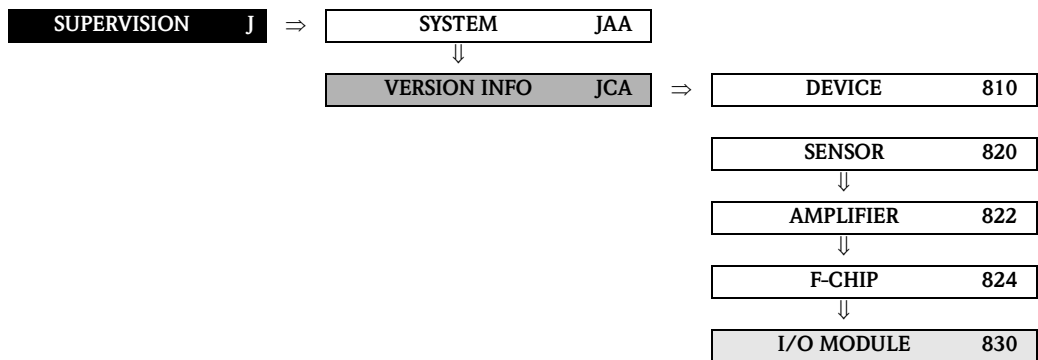 SUPERVISION J ⇒ SYSTEM JAA
⇓
VERSION INFO JCA ⇒ DEVICE 810
SENSOR 820
⇓
AMPLIFIER 822
⇓
F-CHIP 824
⇓
I/O MODULE 830